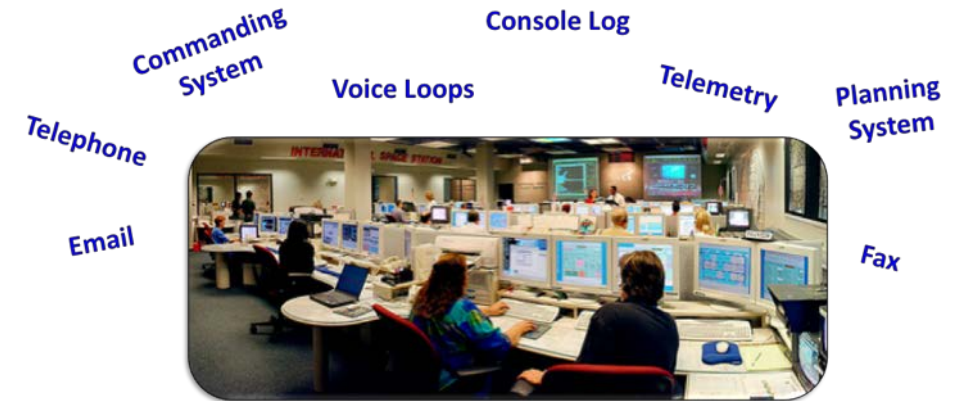 Console Log
Commanding
System
Voice Loops
Telemetry
Planning
System
Telephone
INTERNATIONAL SPACE STATION
Email
Fax